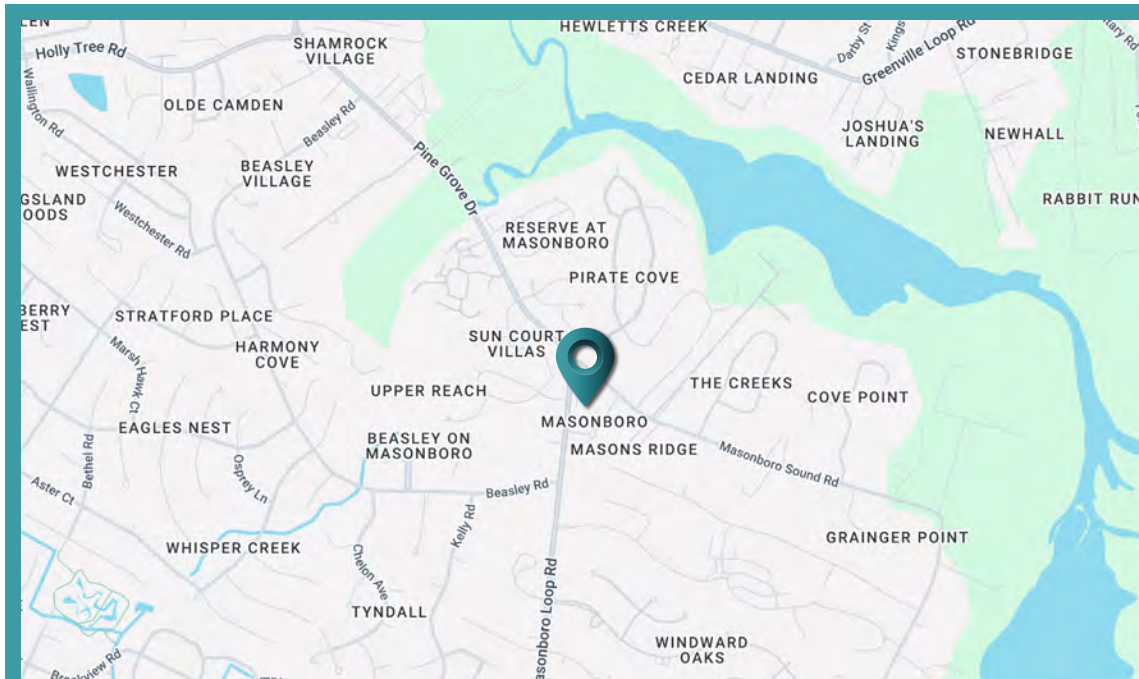 LEN
HEWLETTS CREEK
Holly Tree Rd
SHAMROCK
VILLAGE
Darby St
Kings
Greenville Loop Rd
STONEBRIDGE
CEDAR LANDING
Wallington Rd
OLDE CAMDEN
Beasley Rd
JOSHUA'S
LANDING
NEWHALL
Pine Grove Dr
WESTCHESTER
BEASLEY
VILLAGE
GSLAND
OODS
RABBIT RUN
Westchester Rd
RESERVE AT
MASONBORO
PIRATE COVE
BERRY
EST
STRATFORD PLACE
HARMONY
COVE
SUN COURT
VILLAS
Marsh Hawk Ct
UPPER REACH
THE CREEKS
COVE POINT
EAGLES NEST
BEASLEY ON
MASONBORO
MASONBORO
MASONS RIDGE
Bethel Rd
Osprey Ln
Masonboro Sound Rd
Aster Ct
Beasley Rd
Kelly Rd
WHISPER CREEK
GRAINGER POINT
Chelon Ave
TYNDALL
asonboro Loop Rd
WINDWARD
OAKS
Brookview Rd